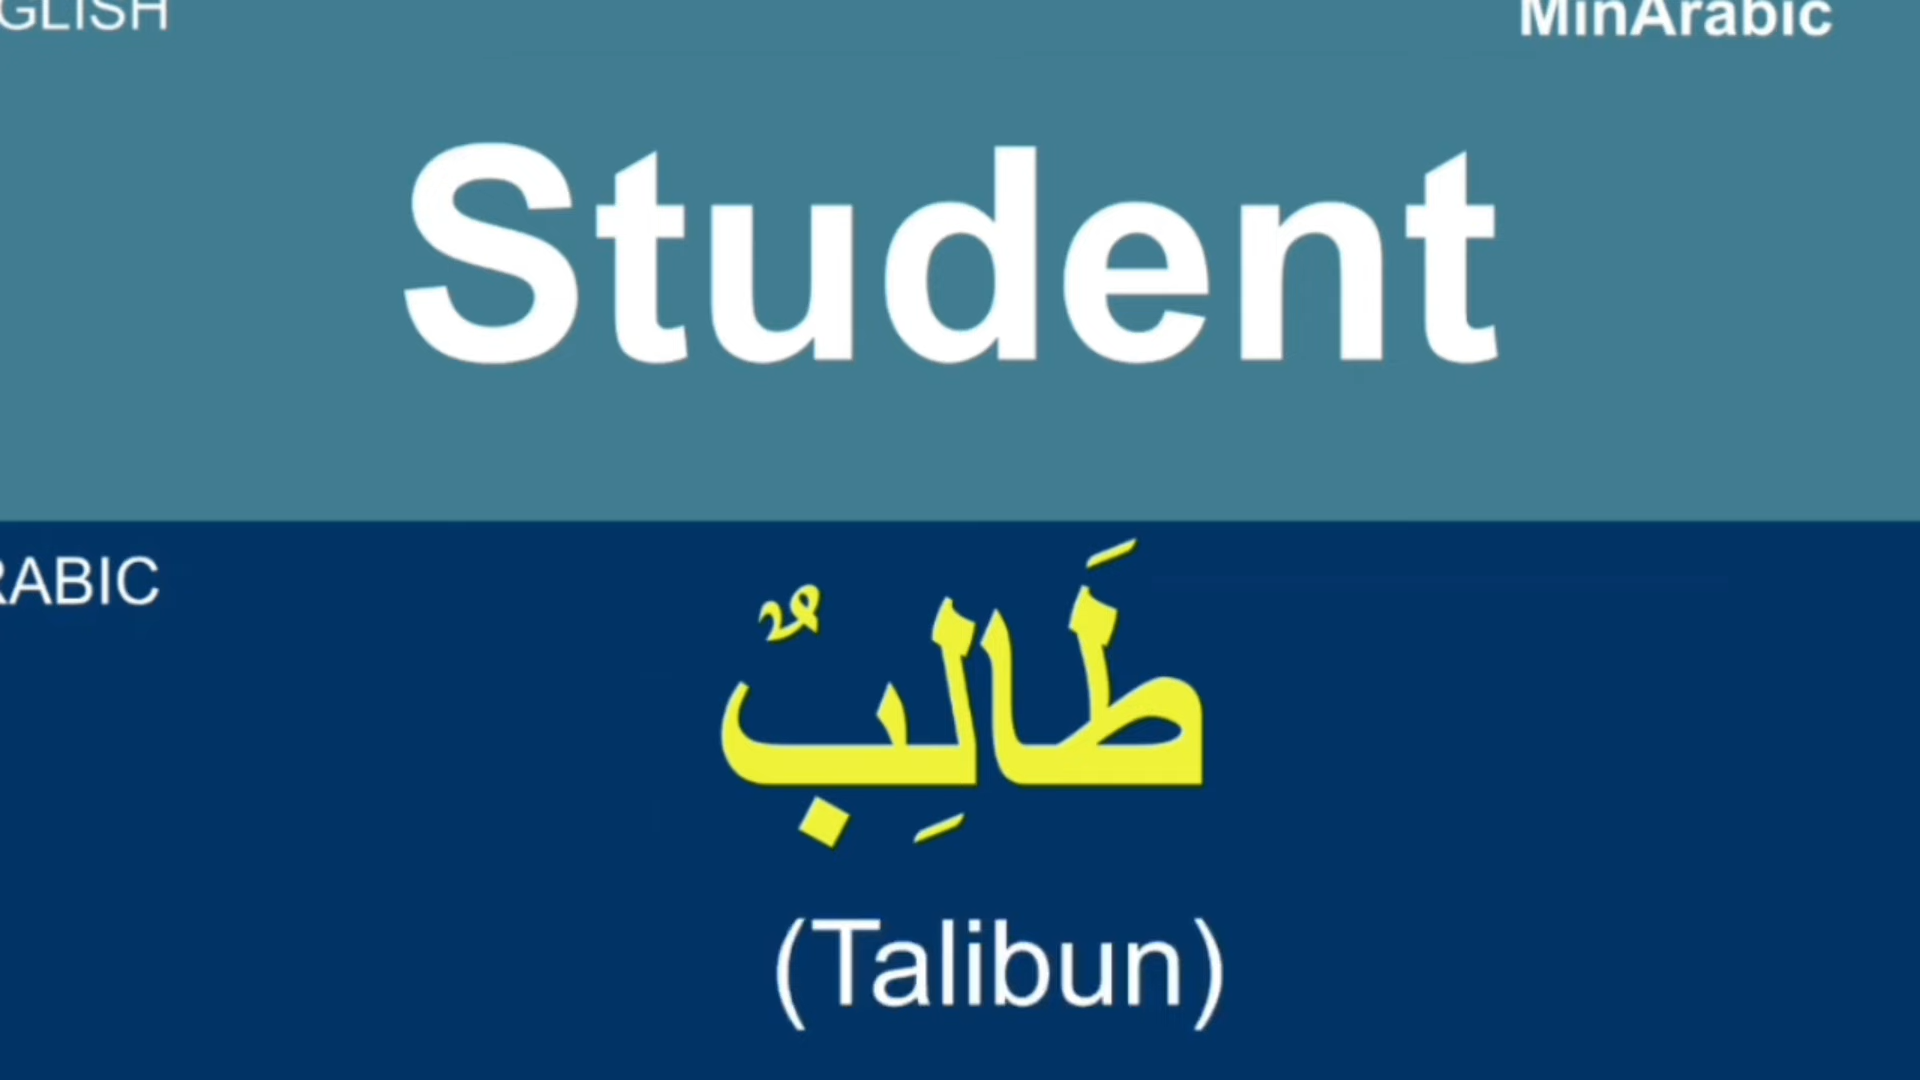 GLISH
MinArabic
Student
RABIC
طَالِبٌ
(Talibun)